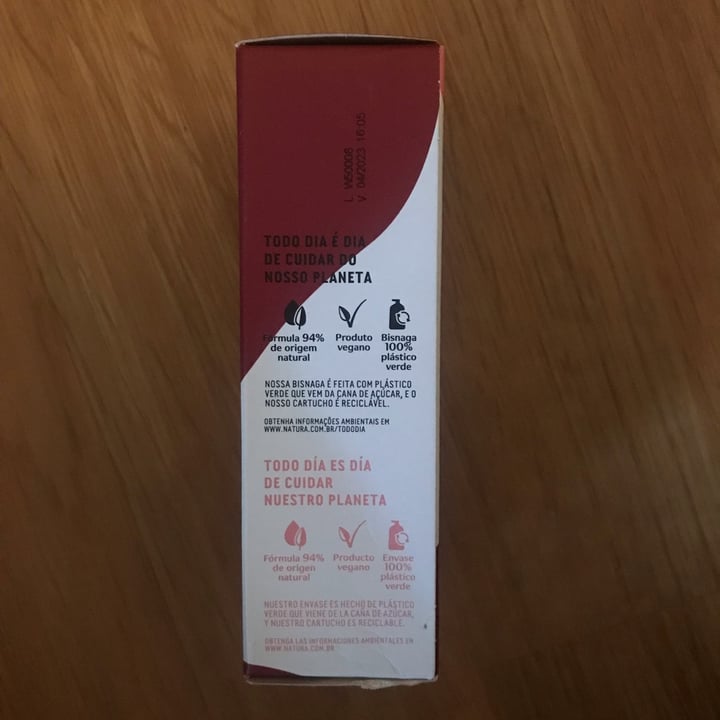 L W50008
V 04/2023 16:05
TODO DIA É DIA
DE CUIDAR DO
NOSSO PLANETA
Fórmula 94%
de origem
natural
Produto
vegano
Bisnaga
100%
plástico
verde
NOSSA BISNAGA É FEITA COM PLÁSTICO
VERDE QUE VEM DA CANA DE AÇÚCAR, E O
NOSSO CARTUCHO É RECICLÁVEL.
OBTENHA INFORMAÇÕES AMBIENTAIS EM
WWW.NATURA.COM.BR/TODODIA
TODO DÍA ES DÍA
DE CUIDAR
NUESTRO PLANETA
Fórmula 94%
de origen
natural
Producto
vegano
Envase
100%
plástico
verde
NUESTRO ENVASE ES HECHO DE PLÁSTICO
VERDE QUE VIENE DE LA CAÑA DE AZÚCAR,
Y NUESTRO CARTUCHO ES RECICLABLE.
OBTENGA LAS INFORMACIONES AMBIENTALES EN
WWW.NATURA.COM.BR